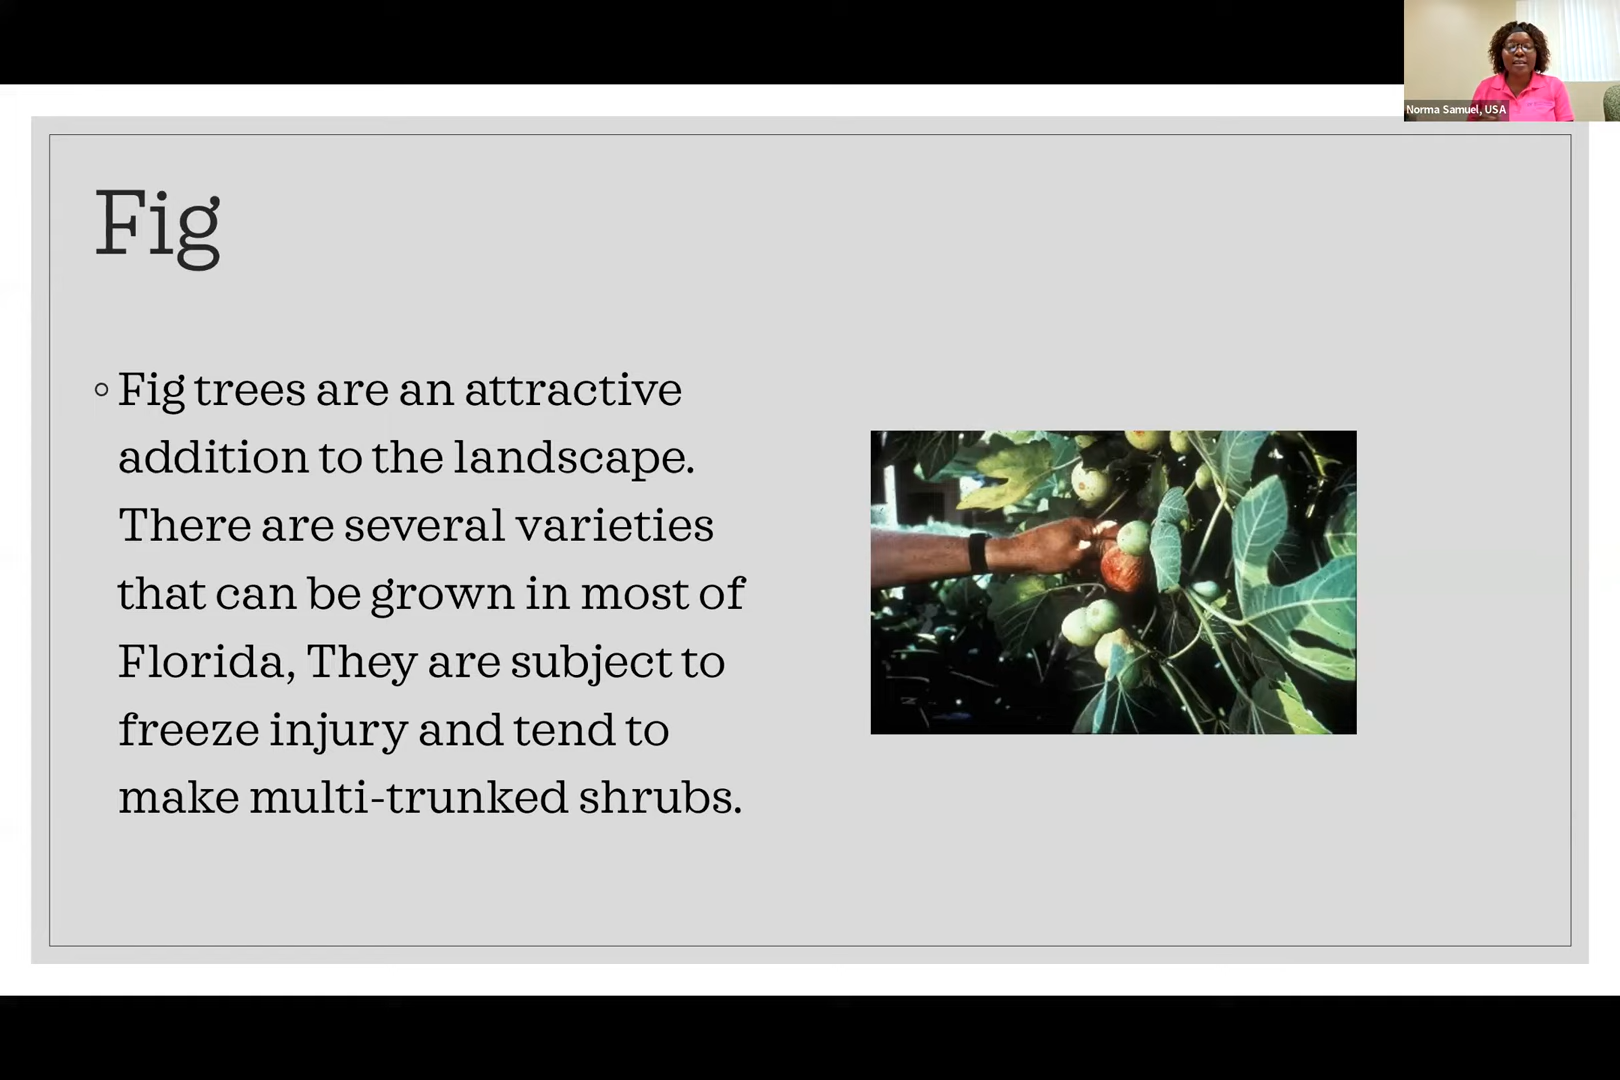 Norma Samuel, USA
Fig
◦ Fig trees are an attractive
addition to the landscape.
There are several varieties
that can be grown in most of
Florida, They are subject to
freeze injury and tend to
make multi-trunked shrubs.